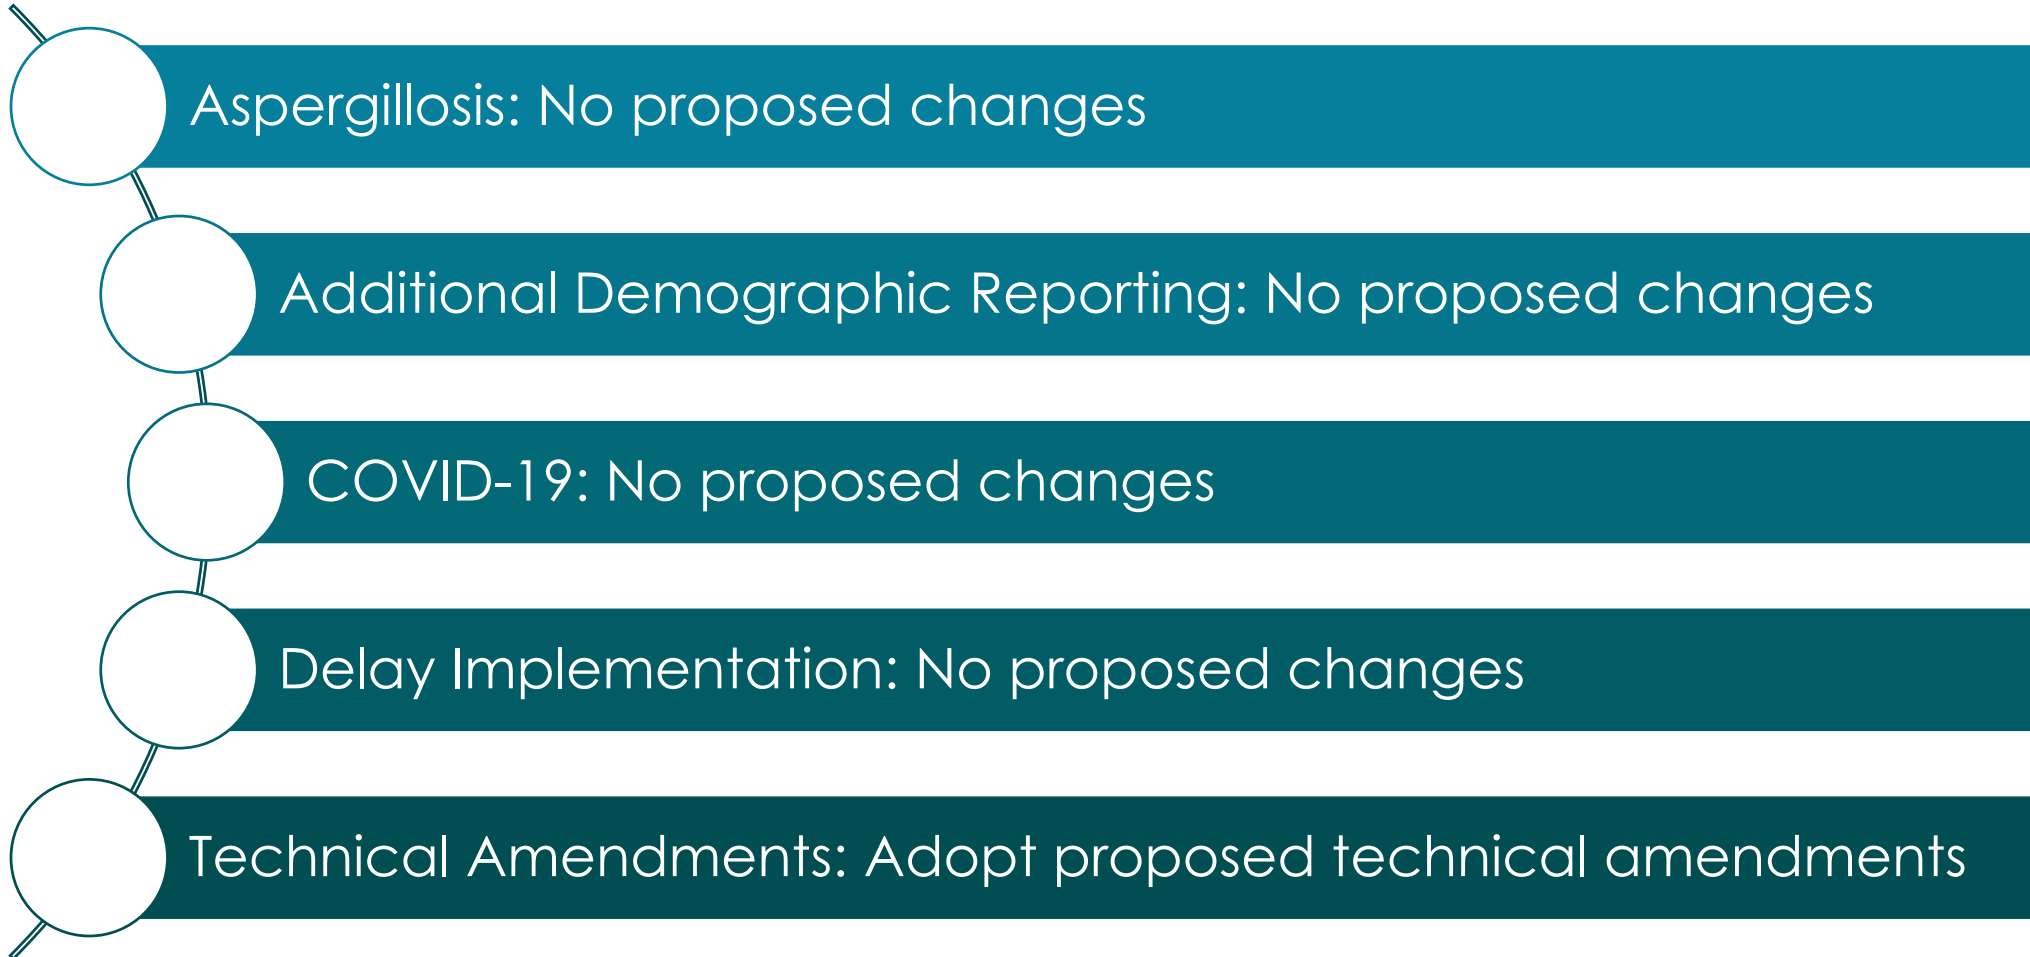 Aspergillosis: No proposed changes
Additional Demographic Reporting: No proposed changes
COVID-19: No proposed changes
Delay Implementation: No proposed changes
Technical Amendments: Adopt proposed technical amendments